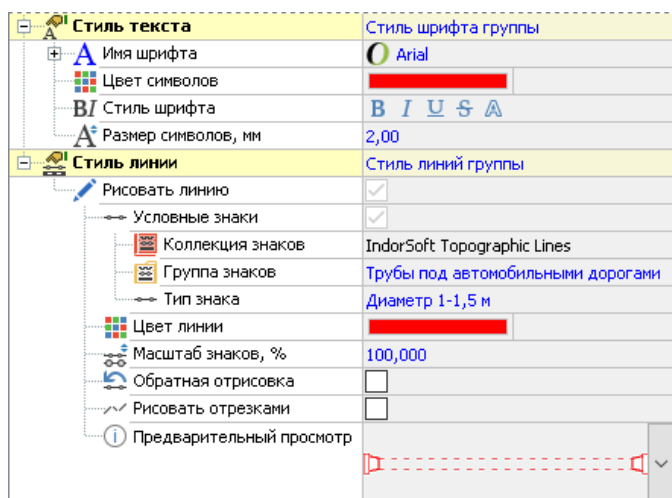 Стиль текста Стиль шрифта группы
Имя шрифта Arial
Цвет символов
Стиль шрифта B I U S A
Размер символов, мм 2,00
Стиль линии Стиль линий группы
Рисовать линию
Условные знаки
Коллекция знаков IndorSoft Topographic Lines
Группа знаков Трубы под автомобильными дорогами
Тип знака Диаметр 1-1,5 м
Цвет линии
Масштаб знаков, % 100,000
Обратная отрисовка
Рисовать отрезками
Предварительный просмотр